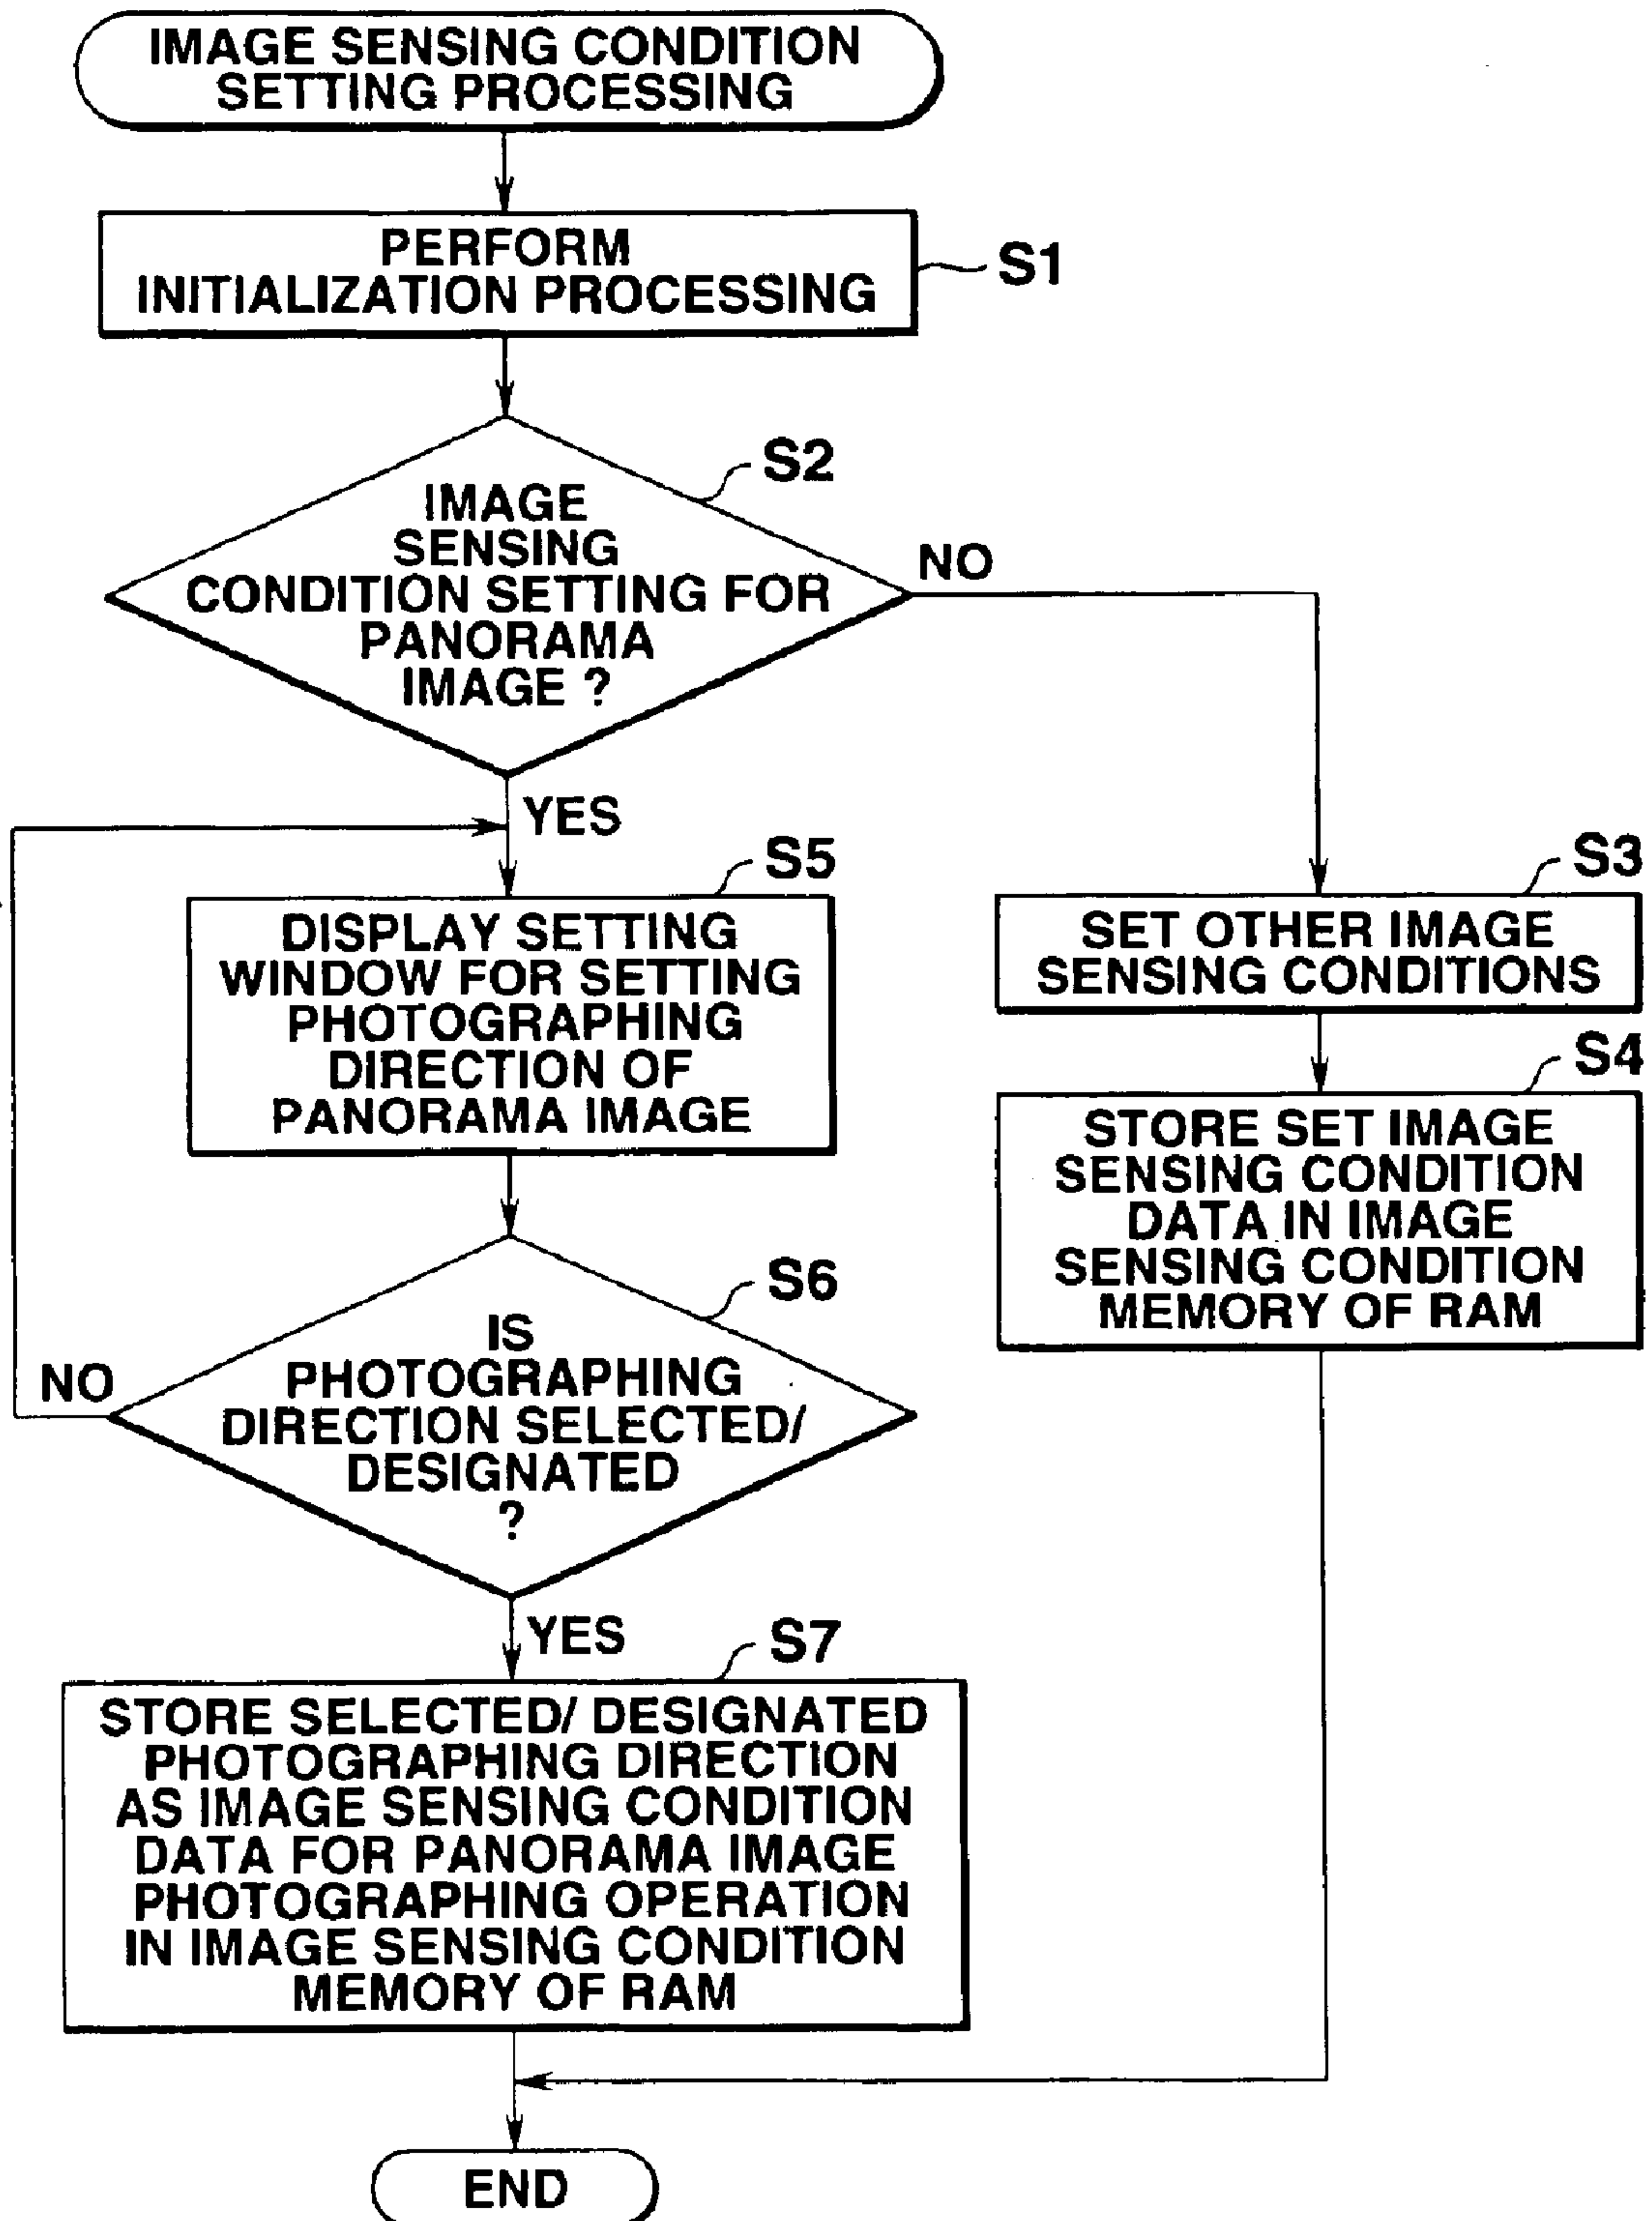 IMAGE SENSING CONDITION
SETTING PROCESSING
PERFORM
INITIALIZATION PROCESSING
S1
S2
IMAGE
SENSING
CONDITION SETTING FOR
PANORAMA
IMAGE ?
NO
YES
S5
DISPLAY SETTING
WINDOW FOR SETTING
PHOTOGRAPHING
DIRECTION OF
PANORAMA IMAGE
S3
SET OTHER IMAGE
SENSING CONDITIONS
S4
STORE SET IMAGE
SENSING CONDITION
DATA IN IMAGE
SENSING CONDITION
MEMORY OF RAM
S6
IS
PHOTOGRAPHING
DIRECTION SELECTED/
DESIGNATED
?
NO
YES
S7
STORE SELECTED/ DESIGNATED
PHOTOGRAPHING DIRECTION
AS IMAGE SENSING CONDITION
DATA FOR PANORAMA IMAGE
PHOTOGRAPHING OPERATION
IN IMAGE SENSING CONDITION
MEMORY OF RAM
END